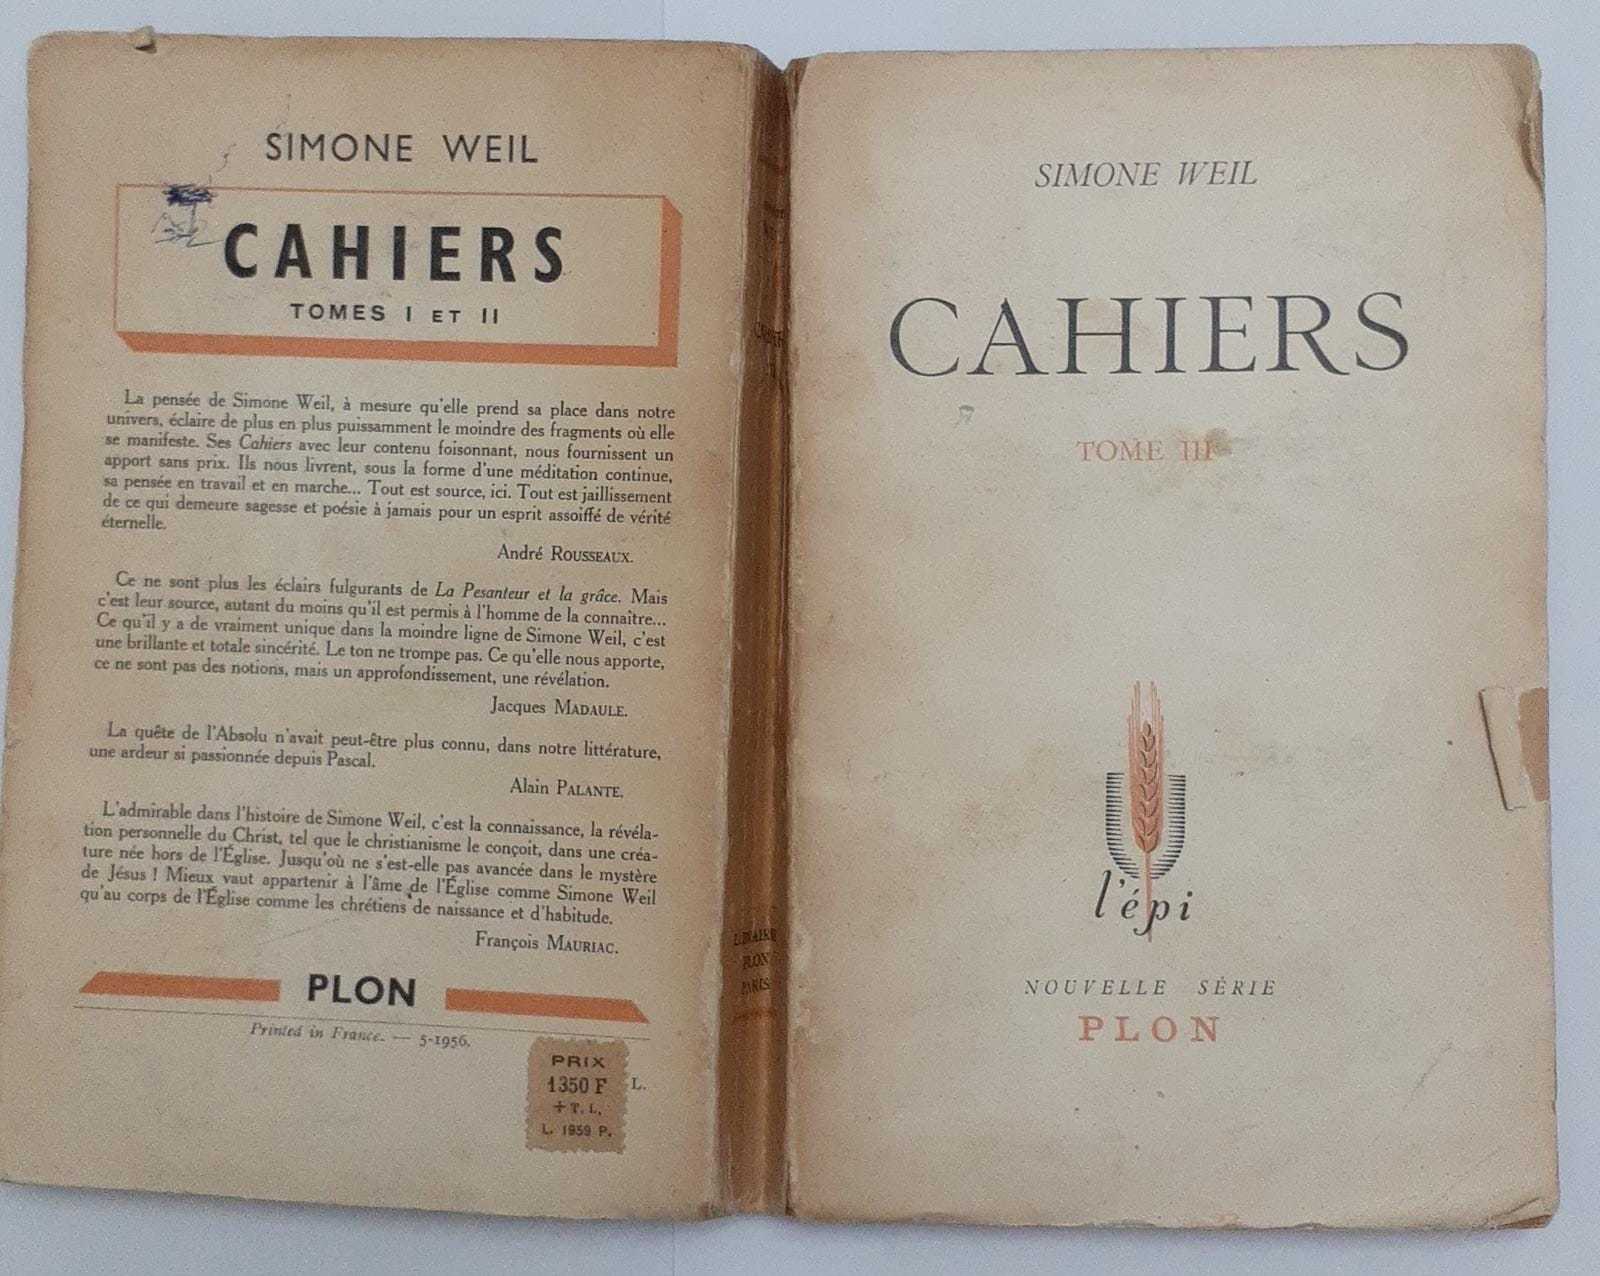 SIMONE WEIL
CAHIERS
TOMES I ET II
La pensée de Simone Weil, à mesure qu'elle prend sa place dans notre
univers, éclaire de plus en plus puissamment le moindre des fragments où elle
se manifeste. Ses Cahiers avec leur contenu foisonnant, nous fournissent un
apport sans prix. Ils nous livrent, sous la forme d'une méditation continue,
sa pensée en travail et en marche... Tout est source, ici. Tout est jaillissement
de ce qui demeure sagesse et poésie à jamais pour un esprit assoiffé de vérité
éternelle.
André ROUSSEAUX.
Ce ne sont plus les éclairs fulgurants de La Pesanteur et la grâce. Mais
c'est leur source, autant du moins qu'il est permis à l'homme de la connaître...
Ce qu'il y a de vraiment unique dans la moindre ligne de Simone Weil, c'est
une brillante et totale sincérité. Le ton ne trompe pas. Ce qu'elle nous apporte,
ce ne sont pas des notions, mais un approfondissement, une révélation.
Jacques MADAULE.
La quête de l'Absolu n'avait peut-être plus connu, dans notre littérature,
une ardeur si passionnée depuis Pascal.
Alain PALANTE.
L'admirable dans l'histoire de Simone Weil, c'est la connaissance, la révéla-
tion personnelle du Christ, tel que le christianisme le conçoit, dans une créa-
ture née hors de l'Église. Jusqu'où ne s'est-elle pas avancée dans le mystère
de Jésus ! Mieux vaut appartenir à l'âme de l'Église comme Simone Weil
qu'au corps de l'Église comme les chrétiens de naissance et d'habitude.
François MAURIAC.
PLON
Printed in France. — 5-1956.
PRIX
1350 F
+ T. L.
L. 1959 P.
L.
LIBRAIRIE
PLON
PARIS
SIMONE WEIL
CAHIERS
TOME III
l'épi
NOUVELLE SÉRIE
PLON